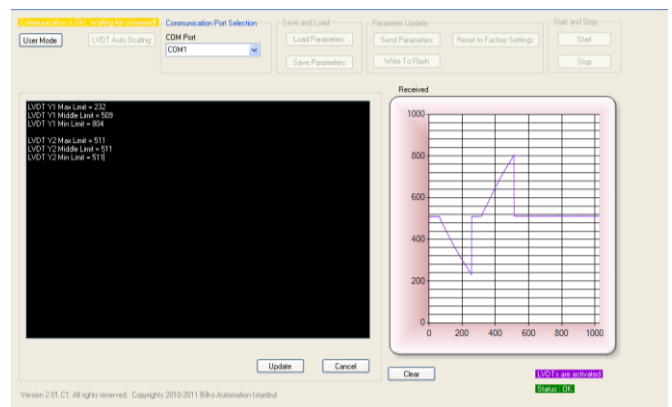 Communication is OK! Waiting for command!
Communication Port Selection
Save and Load
Parameter Update
Start and Stop
User Mode
LVDT Auto Scaling
COM Port
COM1
Load Parameters
Save Parameters
Send Parameters
Reset to Factory Settings
Write To Flash
Start
Stop
Received
LVDT Y1 Max Limit = 232
LVDT Y1 Middle Limit = 509
LVDT Y1 Min Limit = 804
LVDT Y2 Max Limit = 511
LVDT Y2 Middle Limit = 511
LVDT Y2 Min Limit = 511
1000
800
600
400
200
0
0 200 400 600 800 1000
Update
Cancel
Clear
LVDTs are activated
Status : OK
Version 2.01.C1. All rights reserved. Copyrights 2010-2011 Bilko Automation Istanbul